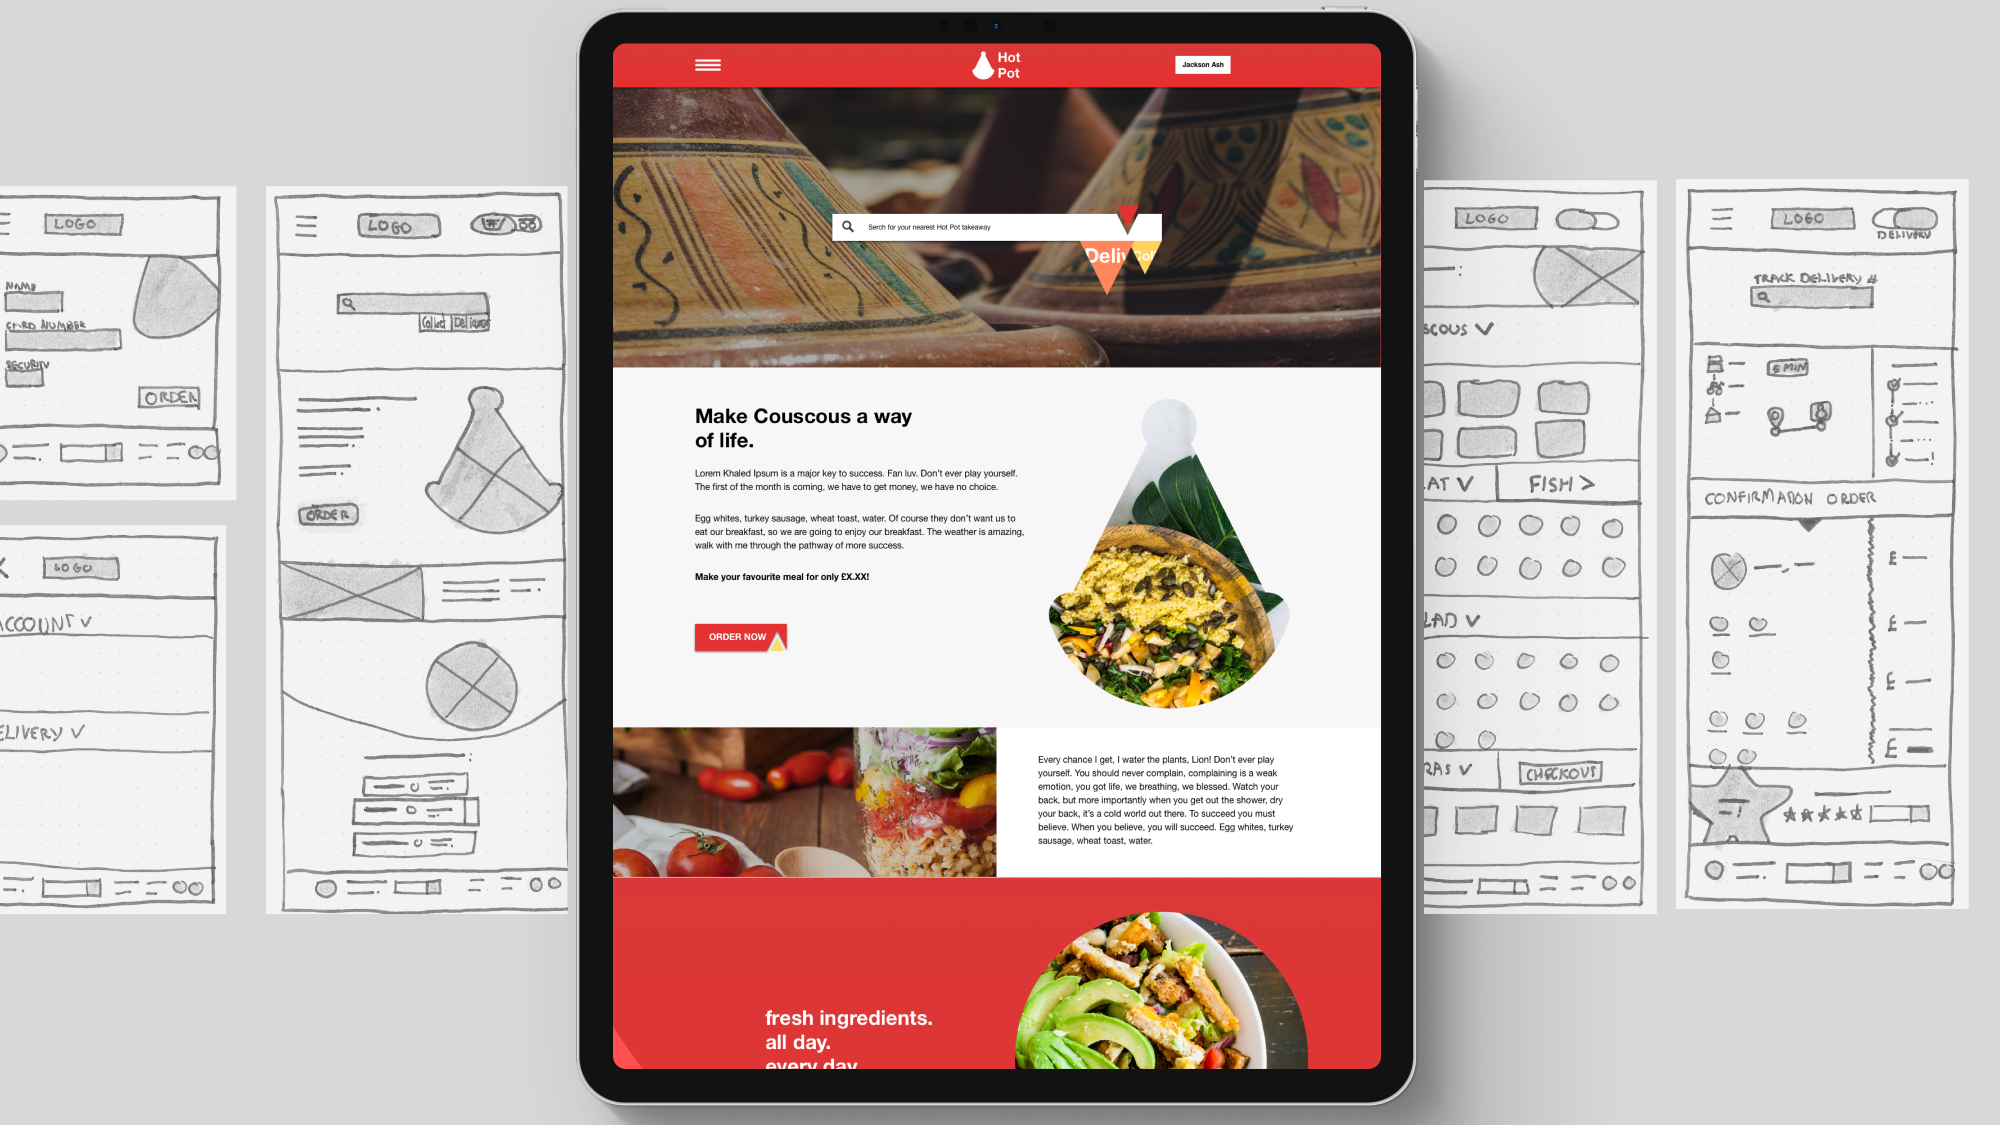 LOGO
NAME
CARD NUMBER
SECURITY
ORDER
LOGO
ACCOUNT
ELIVERY
LOGO
Collect
ORDER
Hot
Pot
Jackson Ash
Serch for your nearest Hot Pot takeaway
Deliv
Col
Make Couscous a way
of life.
Lorem Khaled Ipsum is a major key to success. Fan luv. Don't ever play yourself.
The first of the month is coming, we have to get money, we have no choice.
Egg whites, turkey sausage, wheat toast, water. Of course they don't want us to
eat our breakfast, so we are going to enjoy our breakfast. The weather is amazing,
walk with me through the pathway of more success.
Make your favourite meal for only £X.XX!
ORDER NOW
Every chance I get, I water the plants, Lion! Don't ever play
yourself. You should never complain, complaining is a weak
emotion, you got life, we breathing, we blessed. Watch your
back, but more importantly when you get out the shower, dry
your back, it's a cold world out there. To succeed you must
believe. When you believe, you will succeed. Egg whites, turkey
sausage, wheat toast, water.
fresh ingredients.
all day.
every day
LOGO
SCOUS
AT
FISH >
LAD
RAS
CHECKOUT
LOGO
DELIVERY
TRACK DELIVERY #
5 MIN
CONFIRMATION ORDER
£
£
£
£